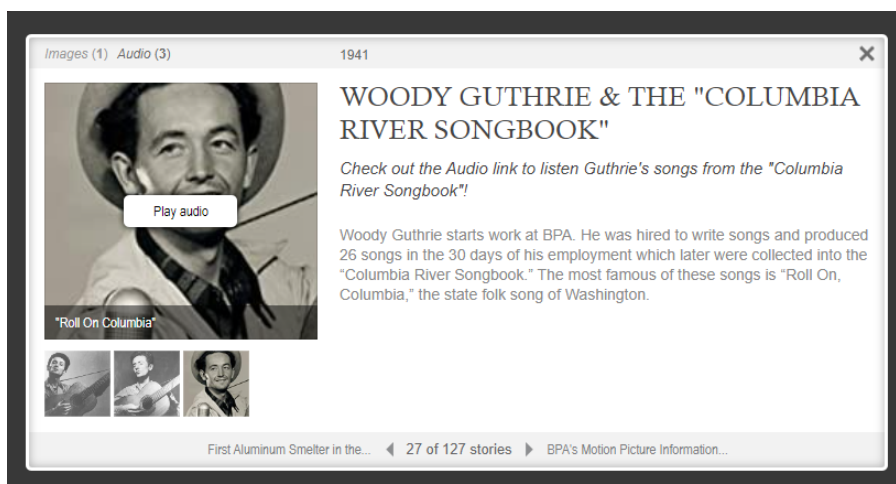 Images (1) Audio (3)
1941
WOODY GUTHRIE & THE "COLUMBIA
RIVER SONGBOOK"
Check out the Audio link to listen Guthrie's songs from the "Columbia
River Songbook"!
Play audio
Woody Guthrie starts work at BPA. He was hired to write songs and produced
26 songs in the 30 days of his employment which later were collected into the
“Columbia River Songbook.” The most famous of these songs is “Roll On,
Columbia,” the state folk song of Washington.
"Roll On Columbia"
First Aluminum Smelter in the... 27 of 127 stories BPA's Motion Picture Information...